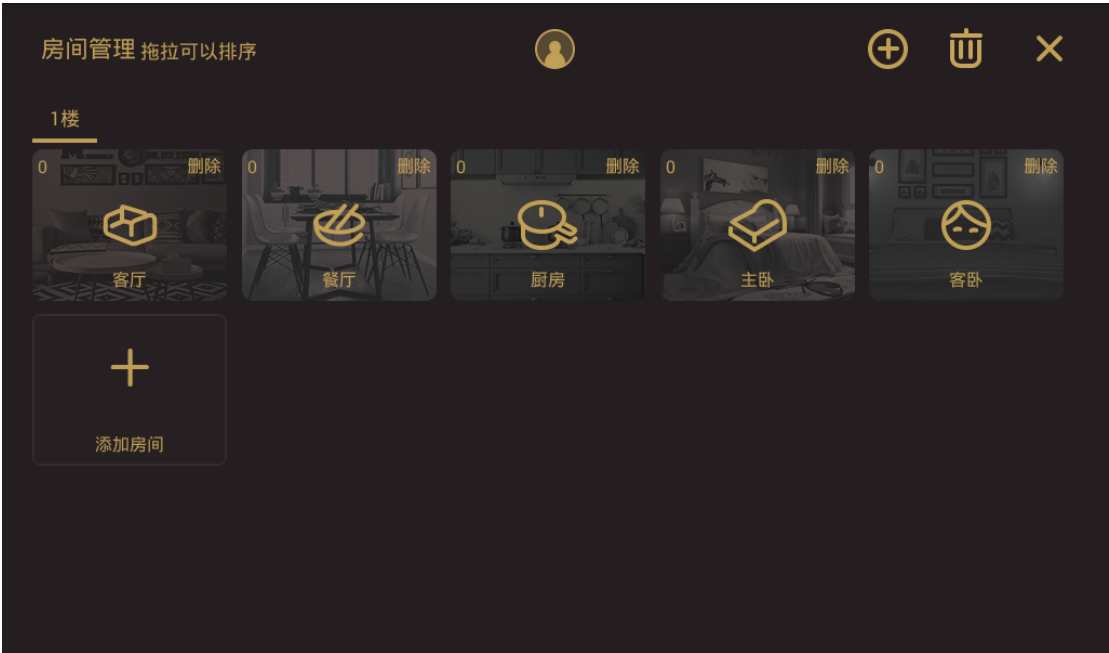 房间管理 拖拉可以排序
1楼
0 删除 0 删除 0 删除 0 删除 0 删除
客厅 餐厅 厨房 主卧 客卧
添加房间